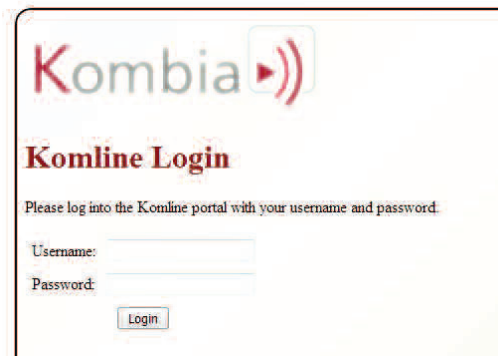 Kombia
Komline Login
Please log into the Komline portal with your username and password.
Username:
Password:
Login